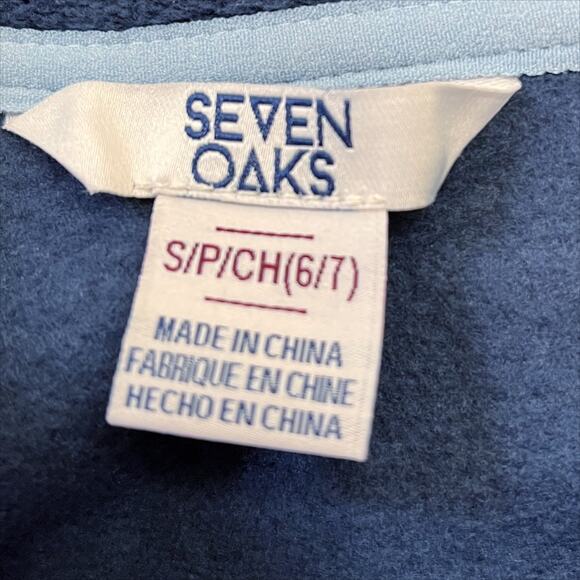 SEVEN
OAKS
S/P/CH(6/7)
MADE IN CHINA
FABRIQUE EN CHINE
HECHO EN CHINA